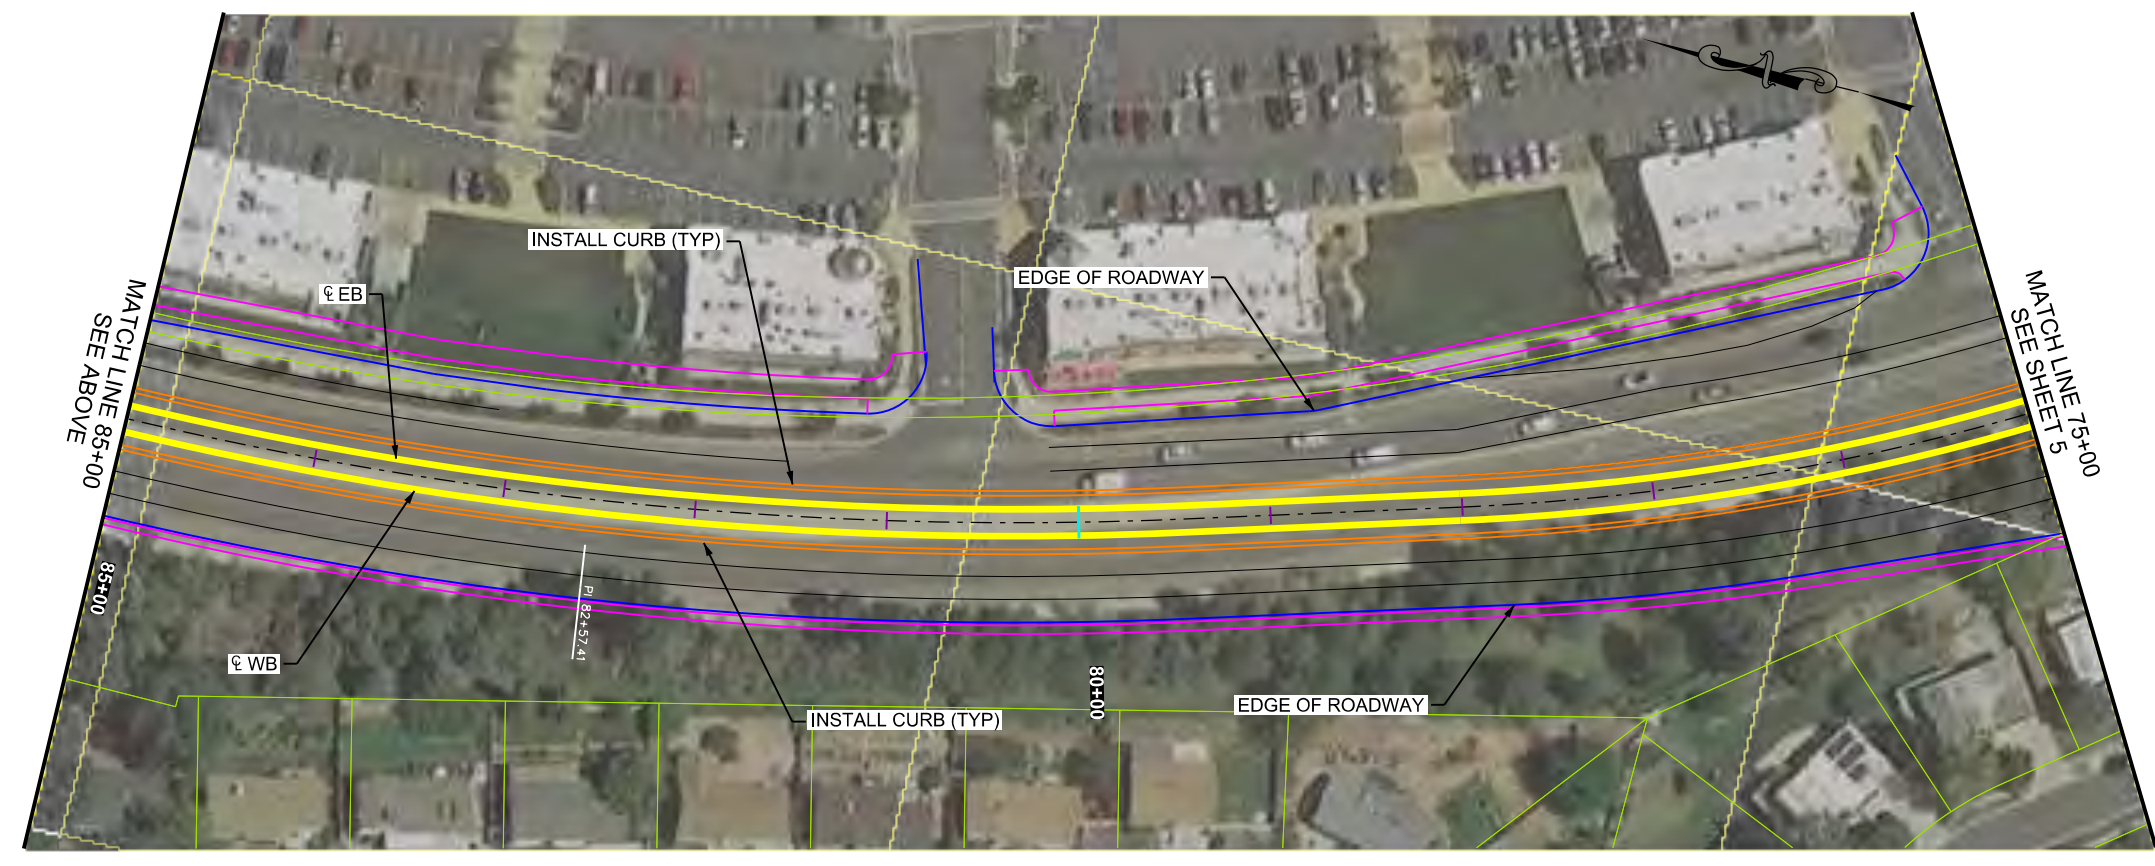 INSTALL CURB (TYP)
EDGE OF ROADWAY
℄ EB
MATCH LINE 85+00
SEE ABOVE
MATCH LINE 75+00
SEE SHEET 5
85+00
PI 82+57.41
℄ WB
80+00
INSTALL CURB (TYP)
EDGE OF ROADWAY